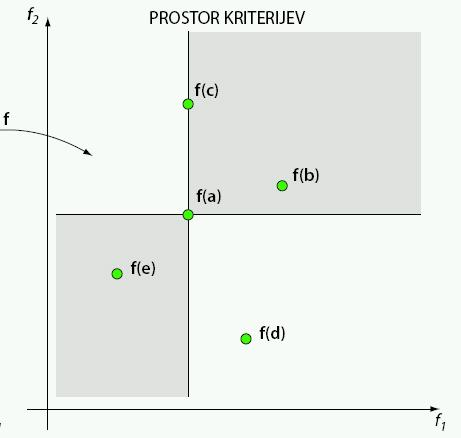 f₂
PROSTOR KRITERIJEV
f(c)
f
f(b)
f(a)
f(e)
f(d)
f₁